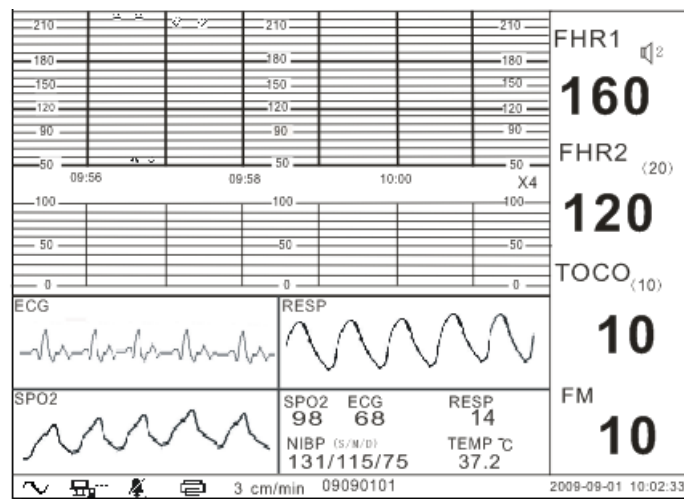 210 210 210
180 180 180
150 150 150
120 120 120
90 90 90
50 50 50
09:56 09:58 10:00 X4
100 100 100
50 50 50
0 0 0
FHR1 2
160
FHR2 (20)
120
TOCO (10)
10
FM
10
ECG
RESP
SPO2
SPO2 ECG RESP
98 68 14
NIBP (S/M/D) TEMP ℃
131/115/75 37.2
3 cm/min 09090101 2009-09-01 10:02:33